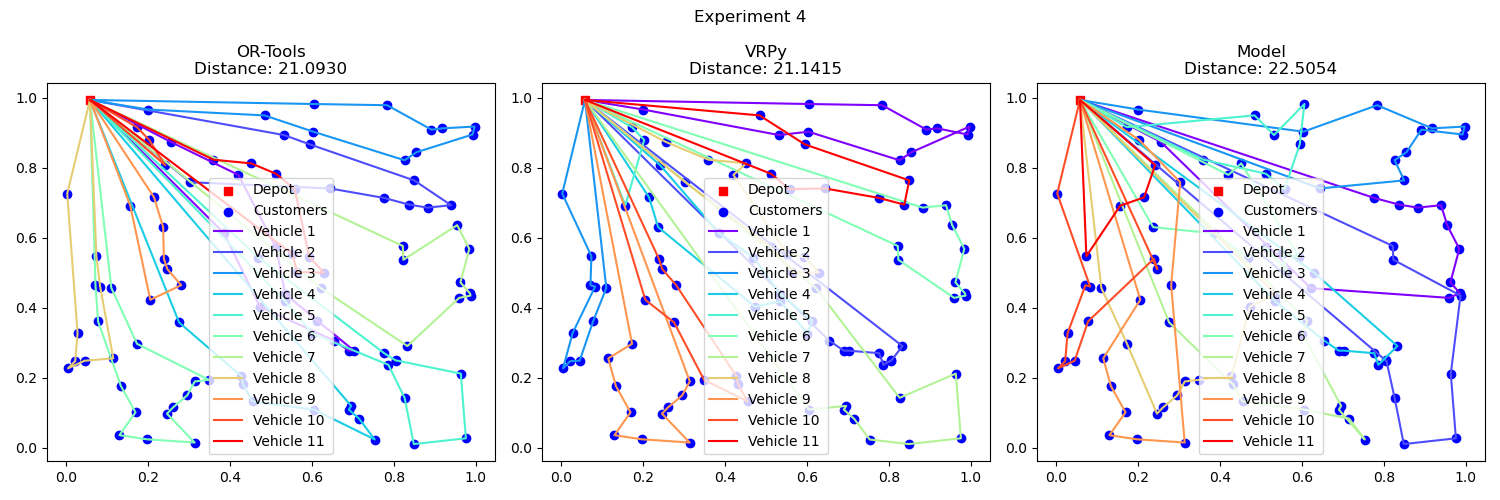 Experiment 4
OR-Tools
Distance: 21.0930
1.0
0.8
0.6
0.4
0.2
0.0
Depot
Customers
Vehicle 1
Vehicle 2
Vehicle 3
Vehicle 4
Vehicle 5
Vehicle 6
Vehicle 7
Vehicle 8
Vehicle 9
Vehicle 10
Vehicle 11
0.0 0.2 0.4 0.6 0.8 1.0
VRPy
Distance: 21.1415
1.0
0.8
0.6
0.4
0.2
0.0
Depot
Customers
Vehicle 1
Vehicle 2
Vehicle 3
Vehicle 4
Vehicle 5
Vehicle 6
Vehicle 7
Vehicle 8
Vehicle 9
Vehicle 10
Vehicle 11
0.0 0.2 0.4 0.6 0.8 1.0
Model
Distance: 22.5054
1.0
0.8
0.6
0.4
0.2
0.0
Depot
Customers
Vehicle 1
Vehicle 2
Vehicle 3
Vehicle 4
Vehicle 5
Vehicle 6
Vehicle 7
Vehicle 8
Vehicle 9
Vehicle 10
Vehicle 11
0.0 0.2 0.4 0.6 0.8 1.0